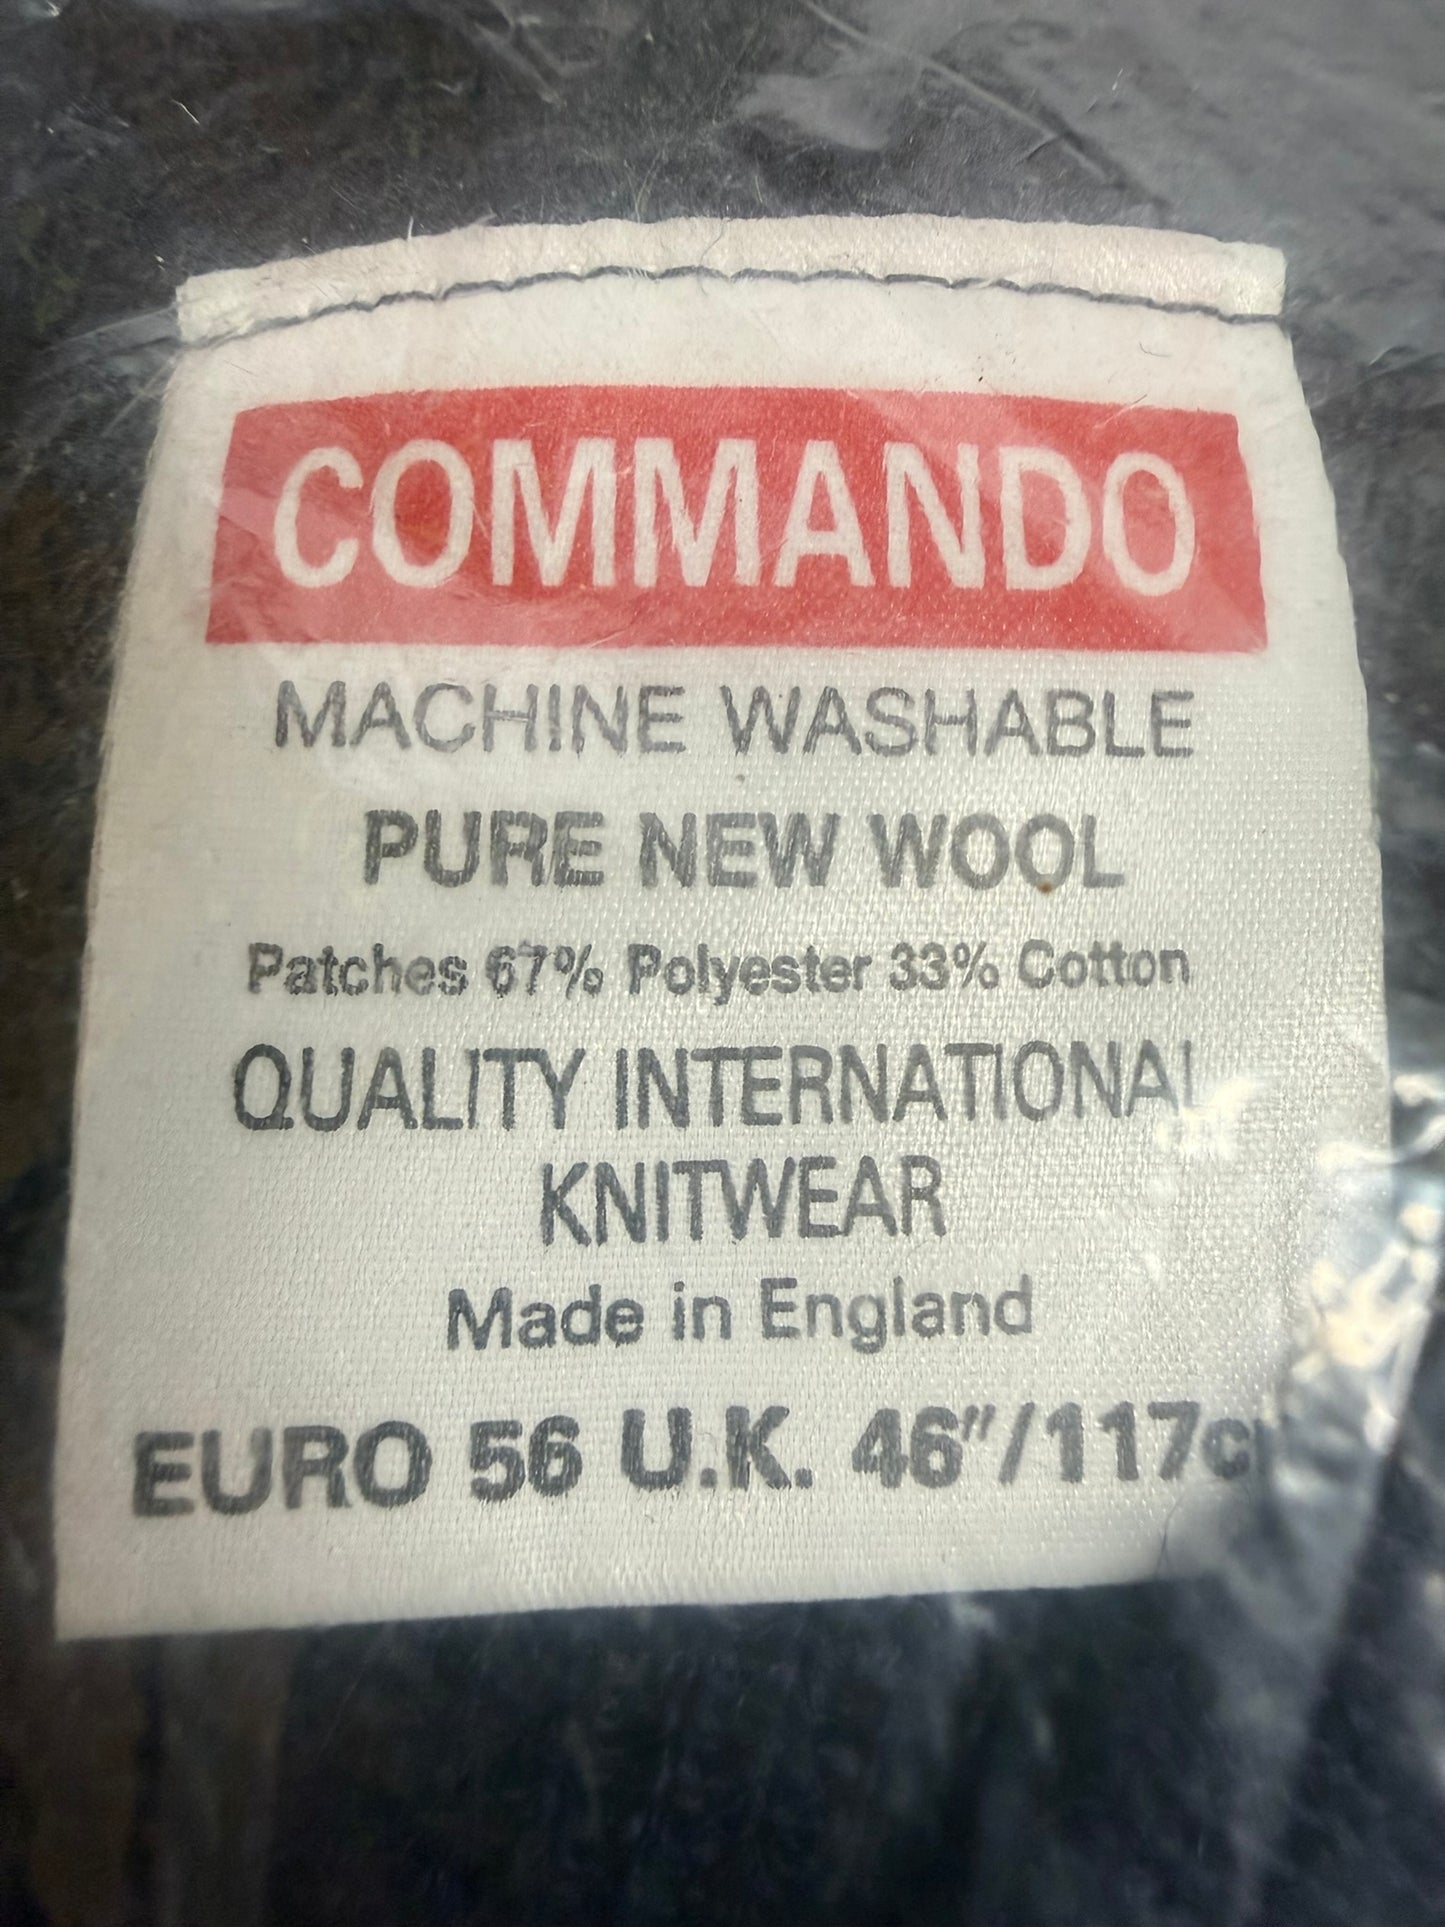 COMMANDO
MACHINE WASHABLE
PURE NEW WOOL
Patches 67% Polyester 33% Cotton
QUALITY INTERNATIONAL
KNITWEAR
Made in England
EURO 56 U.K. 46"/117c